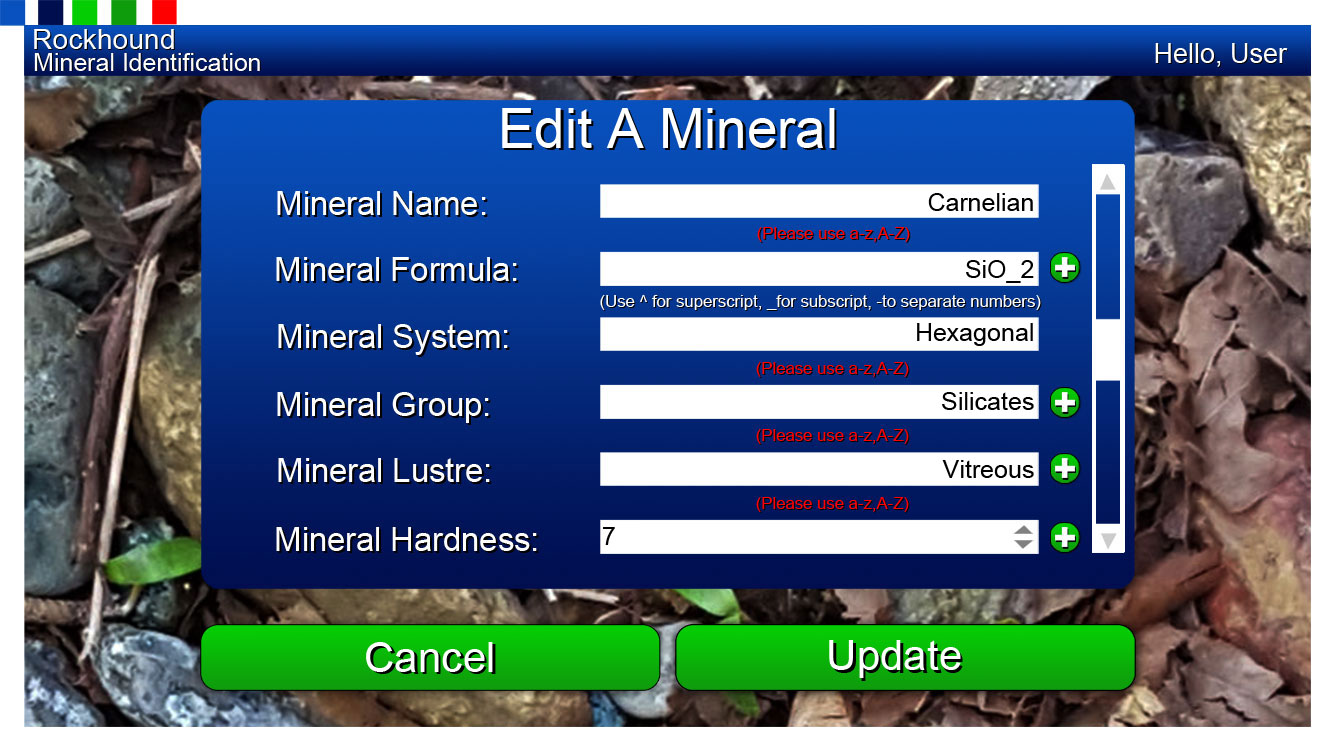 Rockhound
Mineral Identification
Hello, User
Edit A Mineral
Mineral Name: Carnelian
(Please use a-z,A-Z)
Mineral Formula: SiO_2
(Use ^ for superscript, _for subscript, -to separate numbers)
Mineral System: Hexagonal
(Please use a-z,A-Z)
Mineral Group: Silicates
(Please use a-z,A-Z)
Mineral Lustre: Vitreous
(Please use a-z,A-Z)
Mineral Hardness: 7
Cancel Update